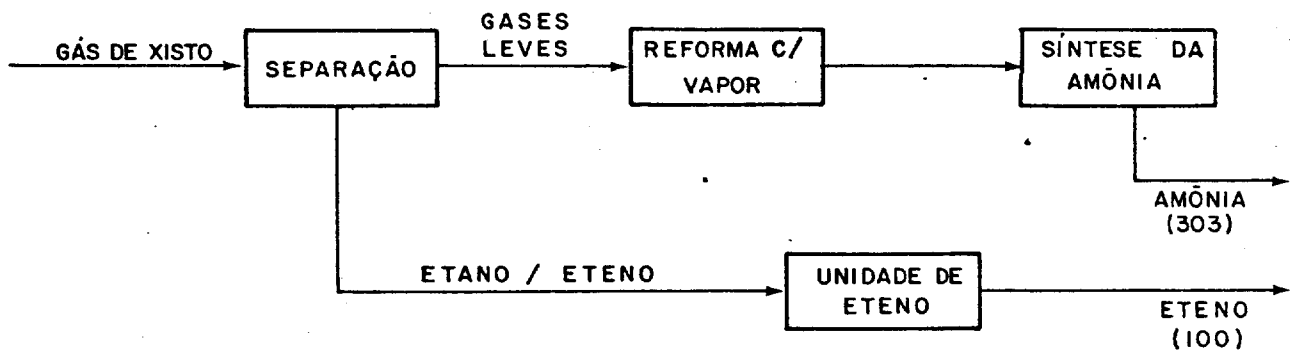 GÁS DE XISTO
SEPARAÇÃO
GASES
LEVES
REFORMA C/
VAPOR
SÍNTESE DA
AMÔNIA
AMÔNIA
(303)
ETANO / ETENO
UNIDADE DE
ETENO
ETENO
(100)